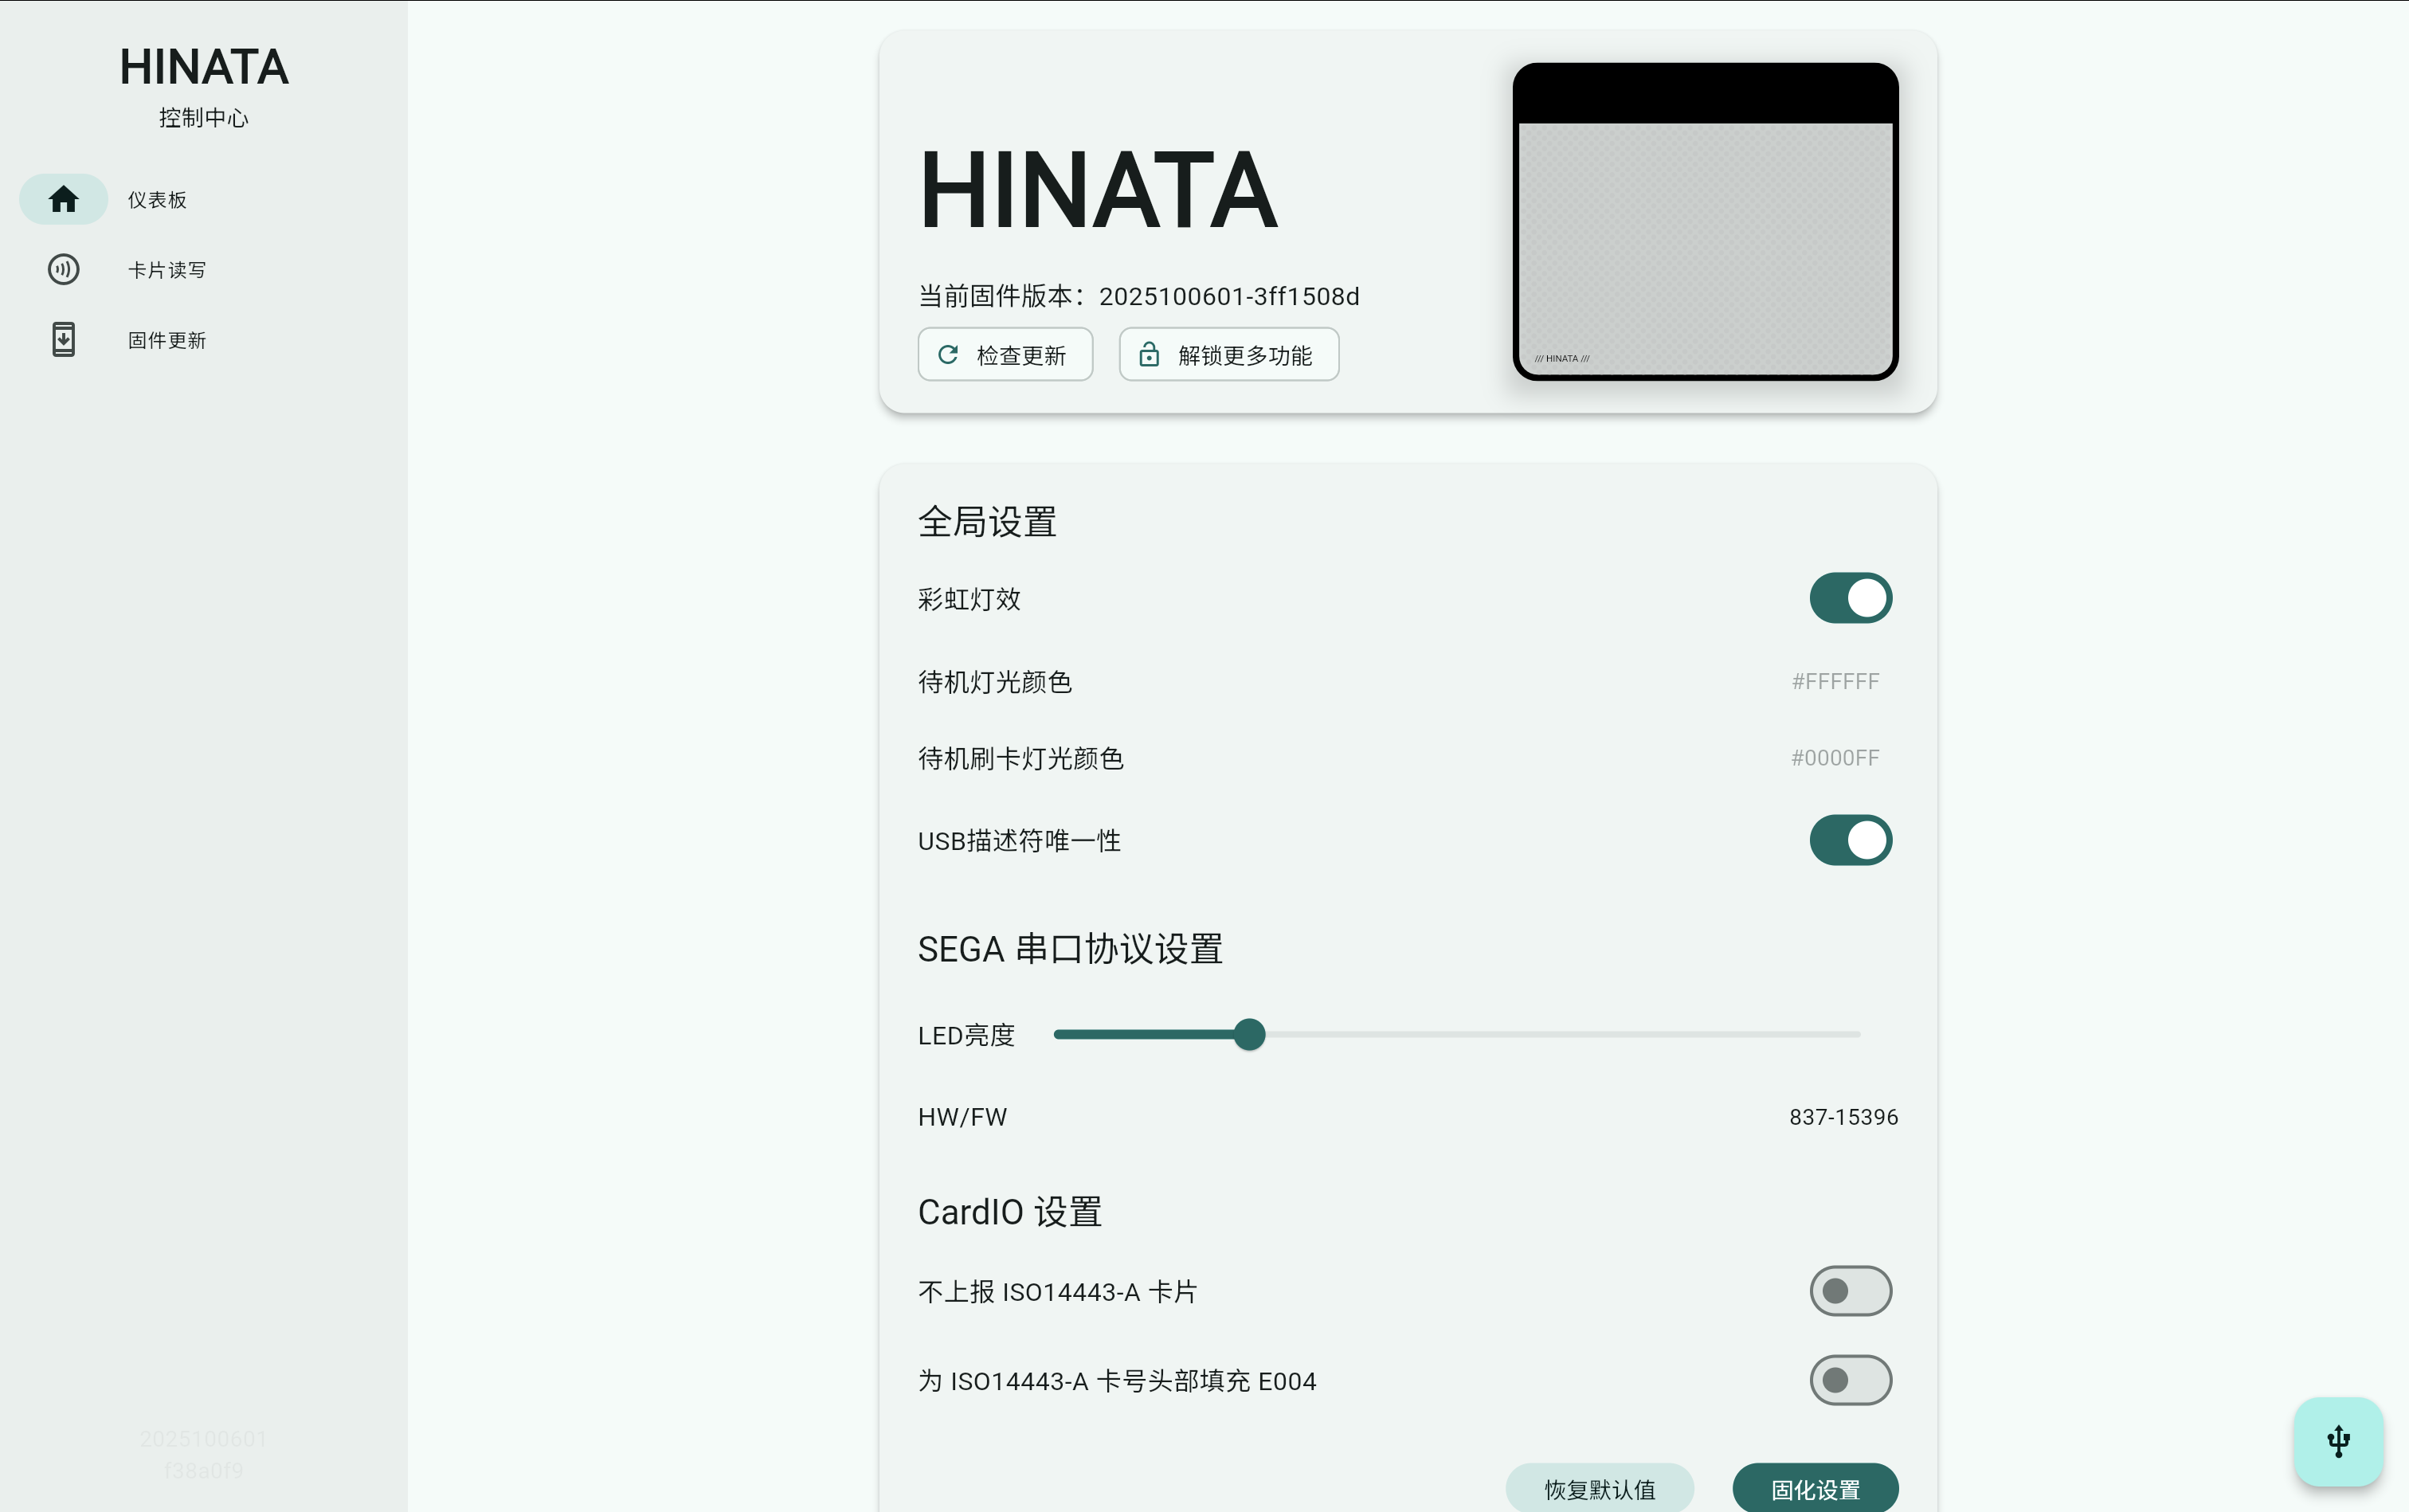 HINATA
控制中心
仪表板
卡片读写
固件更新
2025100601
f38a0f9
HINATA
当前固件版本：2025100601-3ff1508d
检查更新
解锁更多功能
/// HINATA ///
全局设置
彩虹灯效
待机灯光颜色 #FFFFFF
待机刷卡灯光颜色 #0000FF
USB描述符唯一性
SEGA 串口协议设置
LED亮度
HW/FW 837-15396
CardIO 设置
不上报 ISO14443-A 卡片
为 ISO14443-A 卡号头部填充 E004
恢复默认值
固化设置